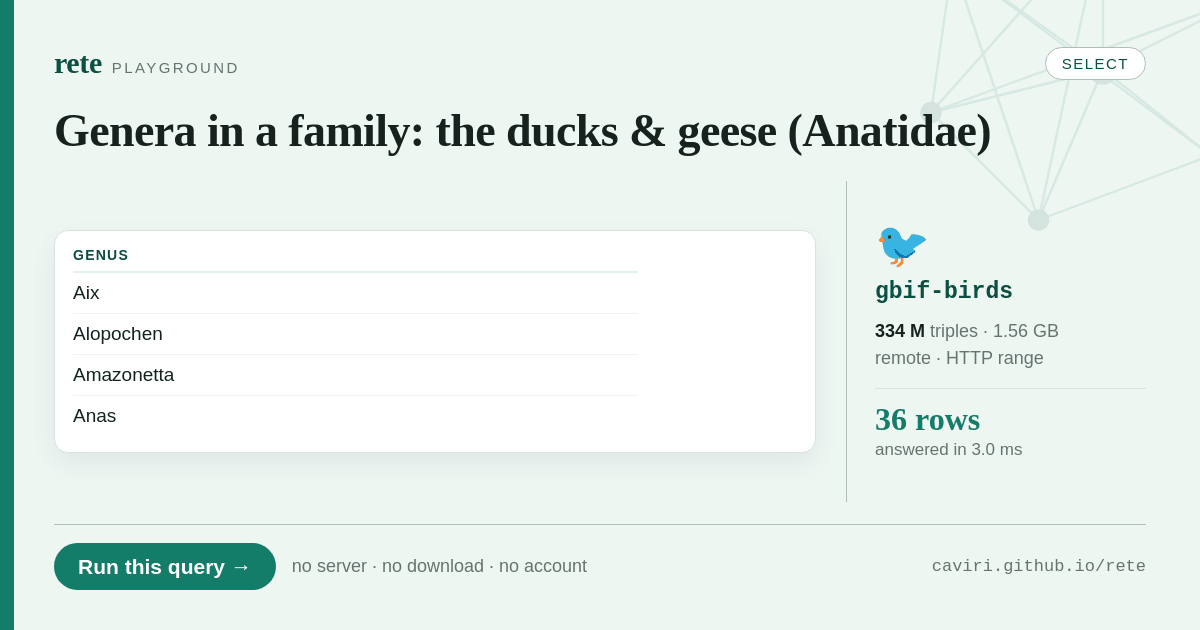 rete PLAYGROUND
SELECT
Genera in a family: the ducks & geese (Anatidae)
GENUS
Aix
Alopochen
Amazonetta
Anas
gbif-birds
334 M triples · 1.56 GB
remote · HTTP range
36 rows
answered in 3.0 ms
Run this query →
no server · no download · no account
caviri.github.io/rete